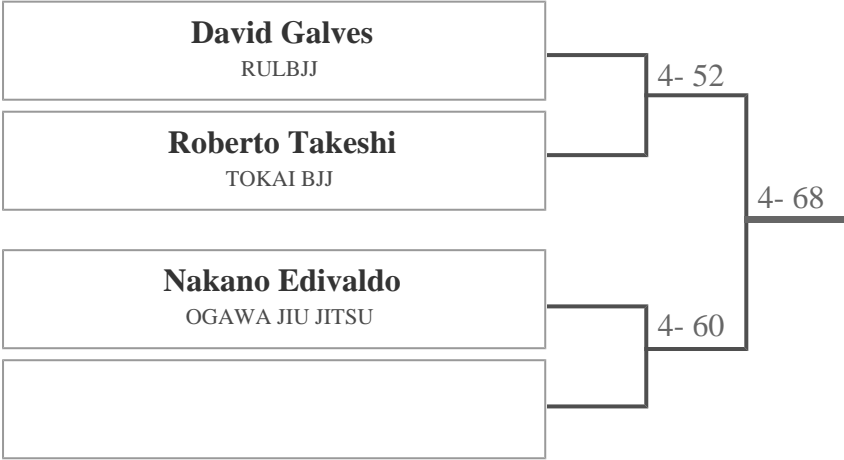 David Galves
RULBJJ
4- 52
Roberto Takeshi
TOKAI BJJ
4- 68
Nakano Edivaldo
OGAWA JIU JITSU
4- 60